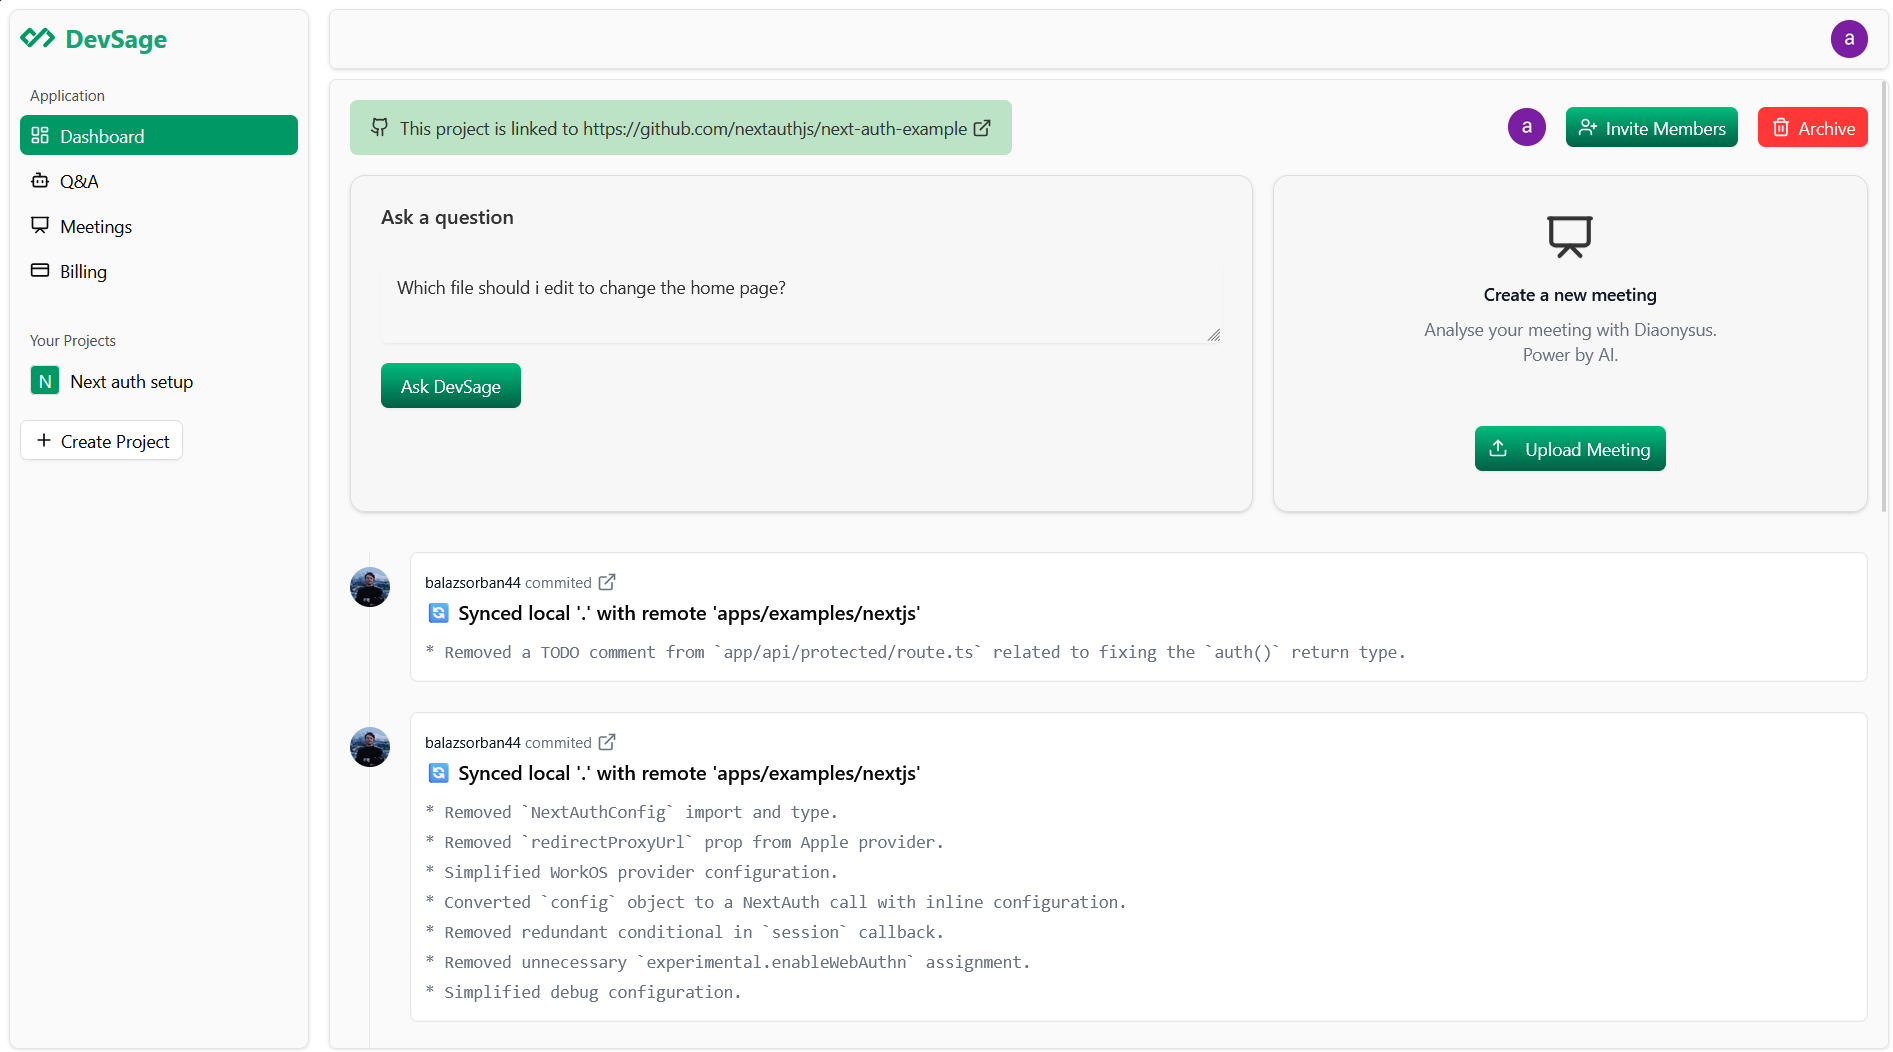 DevSage
a
Application
Dashboard
Q&A
Meetings
Billing
Your Projects
N Next auth setup
Create Project
This project is linked to https://github.com/nextauthjs/next-auth-example
a
Invite Members
Archive
Ask a question
Which file should i edit to change the home page?
Ask DevSage
Create a new meeting
Analyse your meeting with Diaonysus.
Power by AI.
Upload Meeting
balazsorban44 commited
🔄 Synced local '.' with remote 'apps/examples/nextjs'
* Removed a TODO comment from `app/api/protected/route.ts` related to fixing the `auth()` return type.
balazsorban44 commited
🔄 Synced local '.' with remote 'apps/examples/nextjs'
* Removed `NextAuthConfig` import and type.
* Removed `redirectProxyUrl` prop from Apple provider.
* Simplified WorkOS provider configuration.
* Converted `config` object to a NextAuth call with inline configuration.
* Removed redundant conditional in `session` callback.
* Removed unnecessary `experimental.enableWebAuthn` assignment.
* Simplified debug configuration.